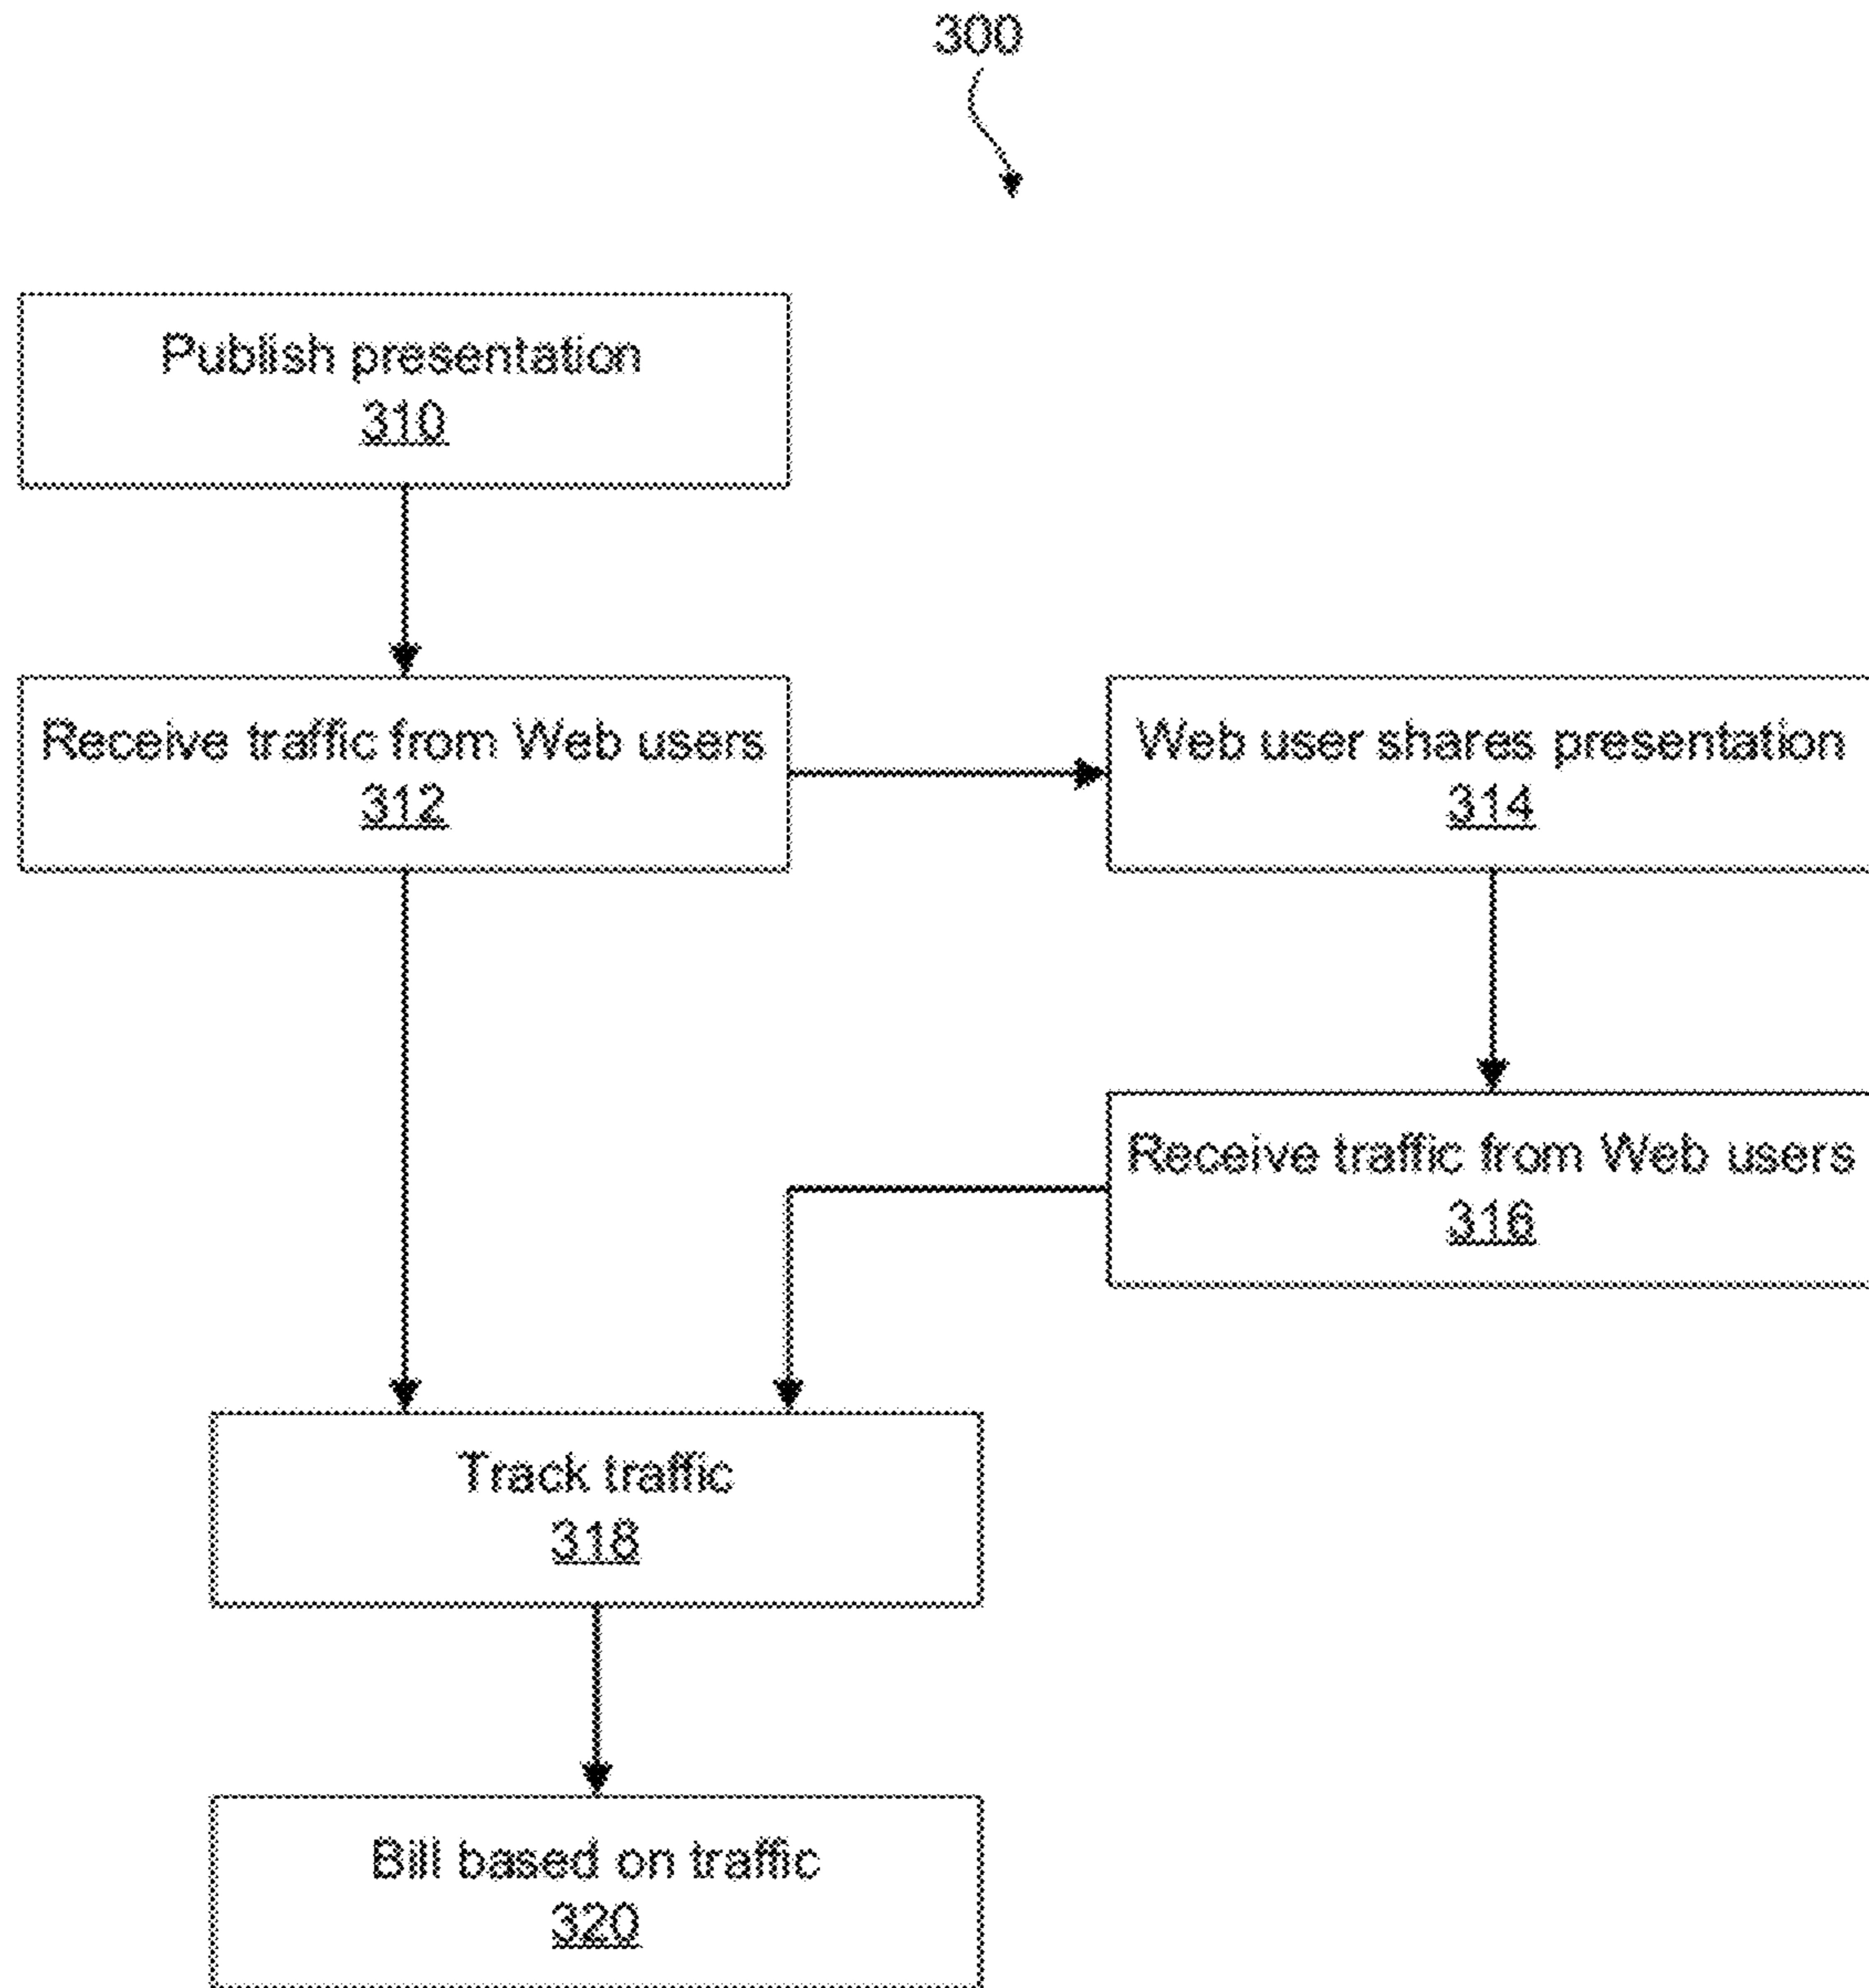 300
Publish presentation
310
Receive traffic from Web users
312
Web user shares presentation
314
Receive traffic from Web users
316
Track traffic
318
Bill based on traffic
320